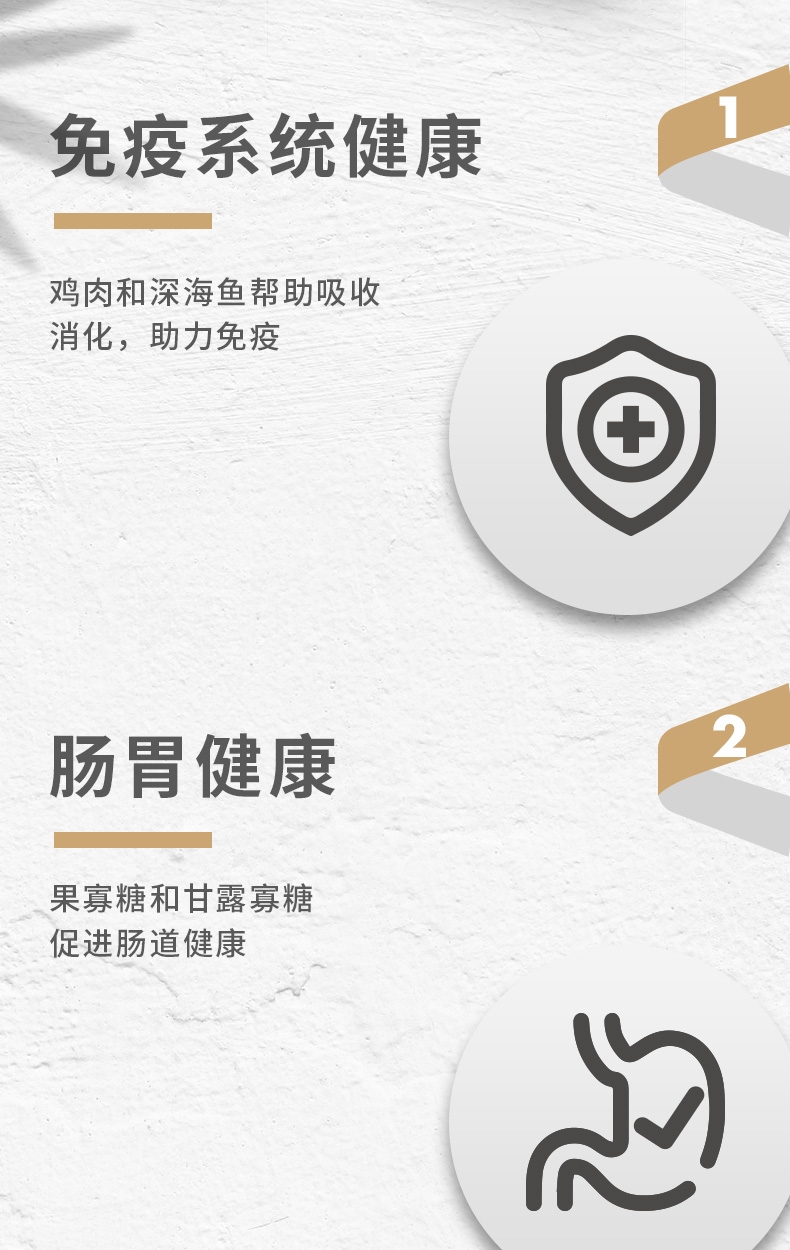 免疫系统健康
1
鸡肉和深海鱼帮助吸收
消化，助力免疫
肠胃健康
2
果寡糖和甘露寡糖
促进肠道健康